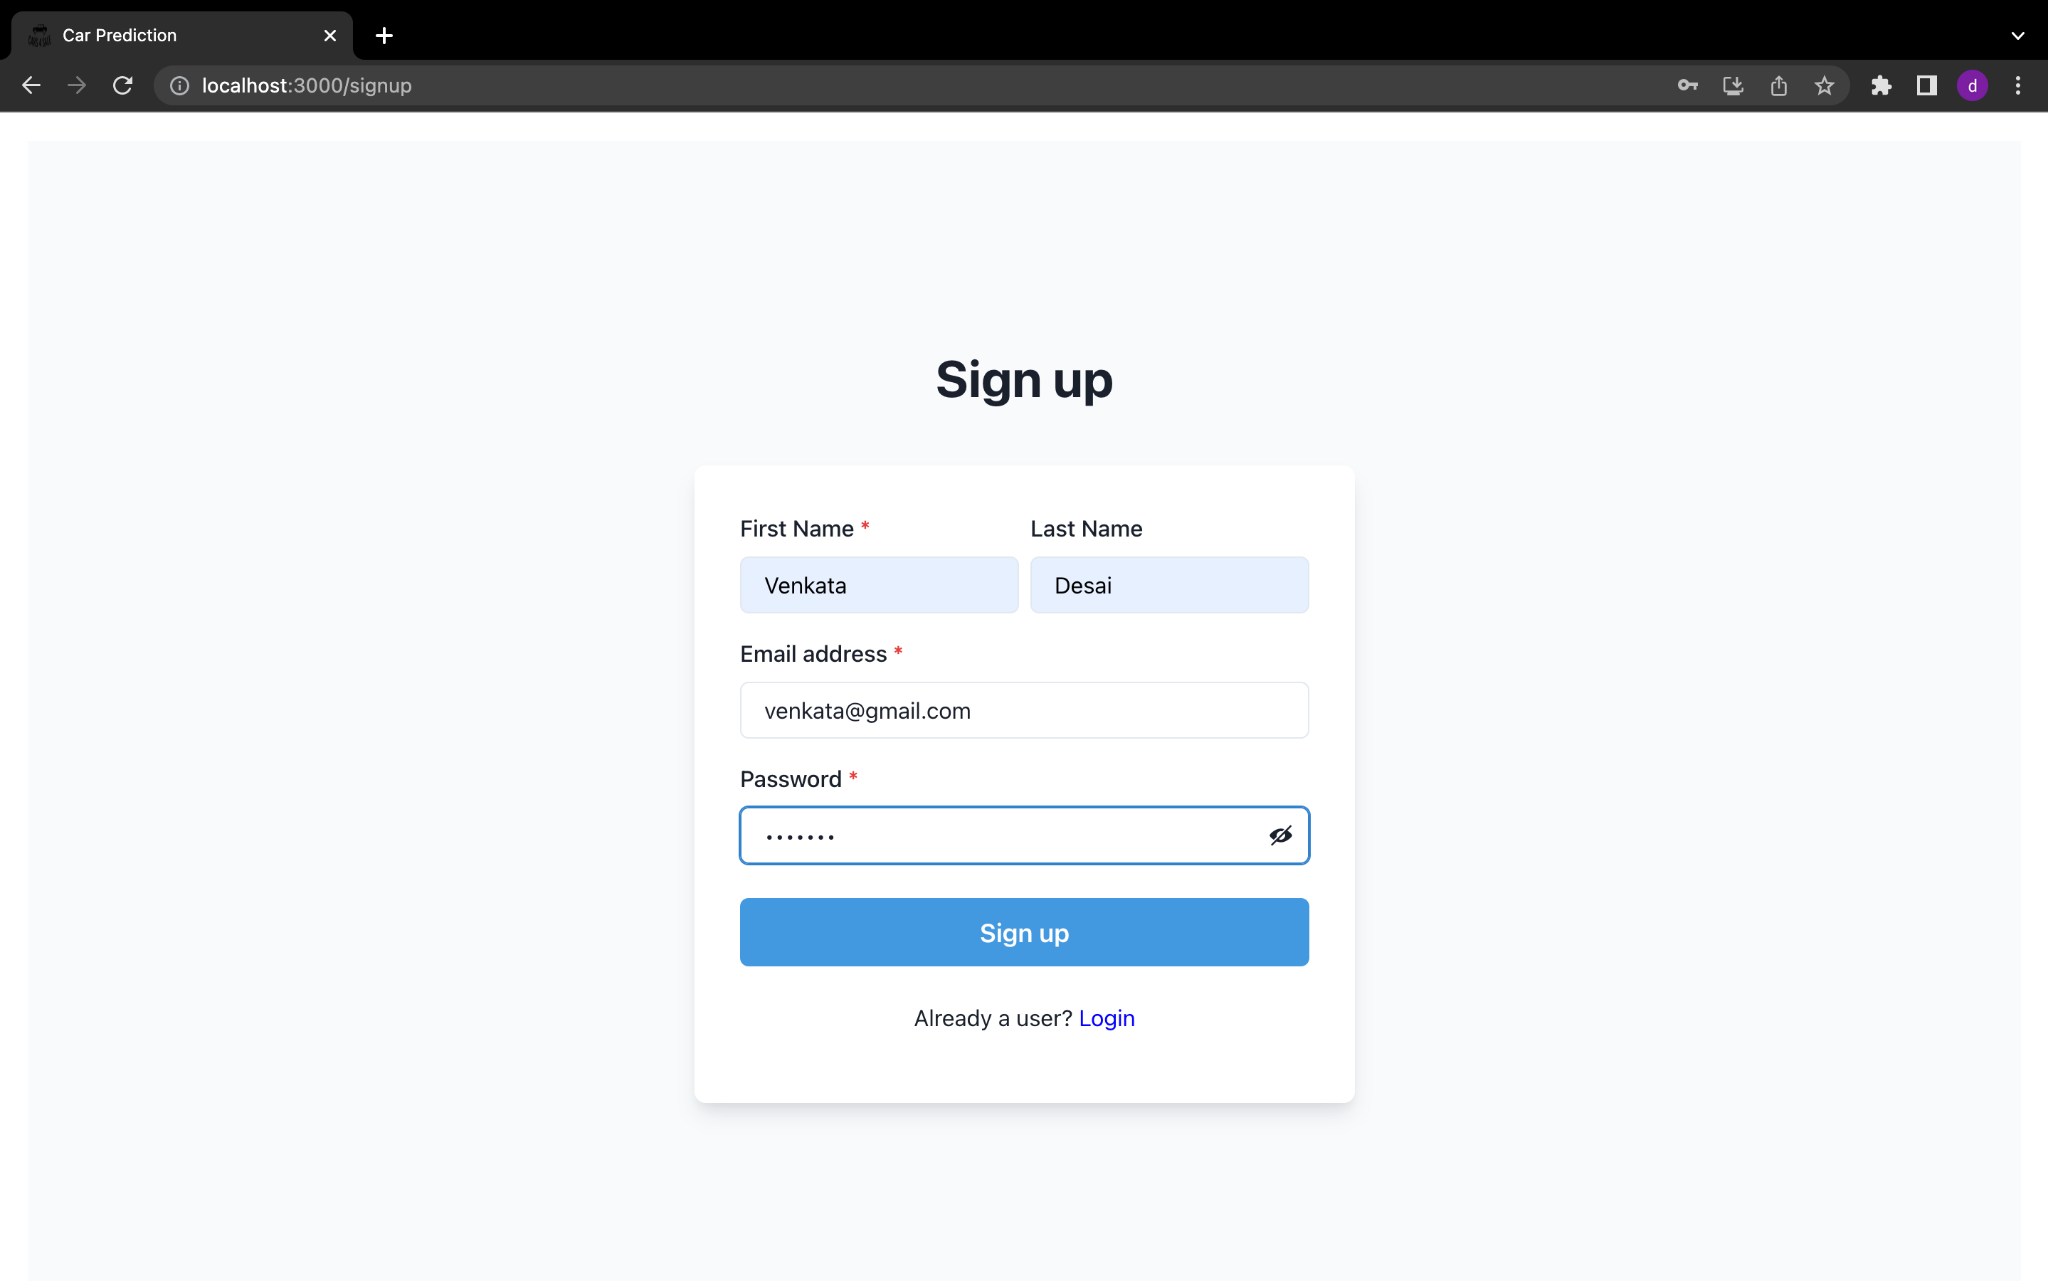 Car Prediction
localhost:3000/signup
d
Sign up
First Name * Last Name
Venkata Desai
Email address *
venkata@gmail.com
Password *
•••••••
Sign up
Already a user? Login